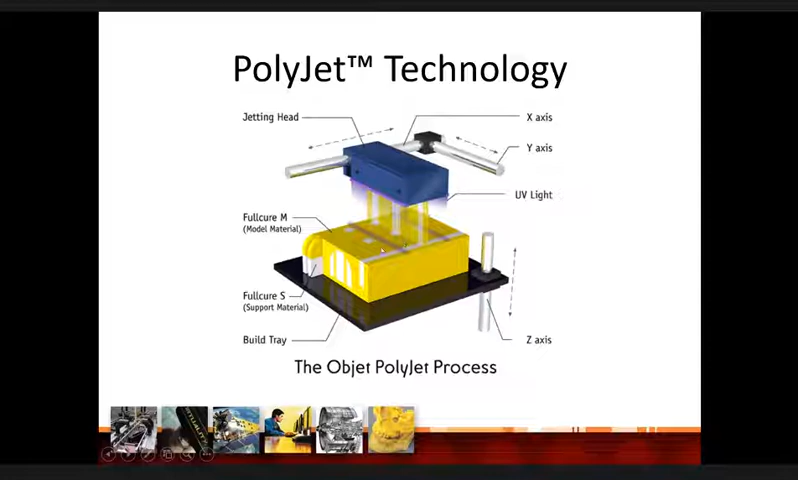 PolyJet™ Technology
Jetting Head
X axis
Y axis
UV Light
Fullcure M
(Model Material)
Fullcure S
(Support Material)
Build Tray
Z axis
The Objet PolyJet Process